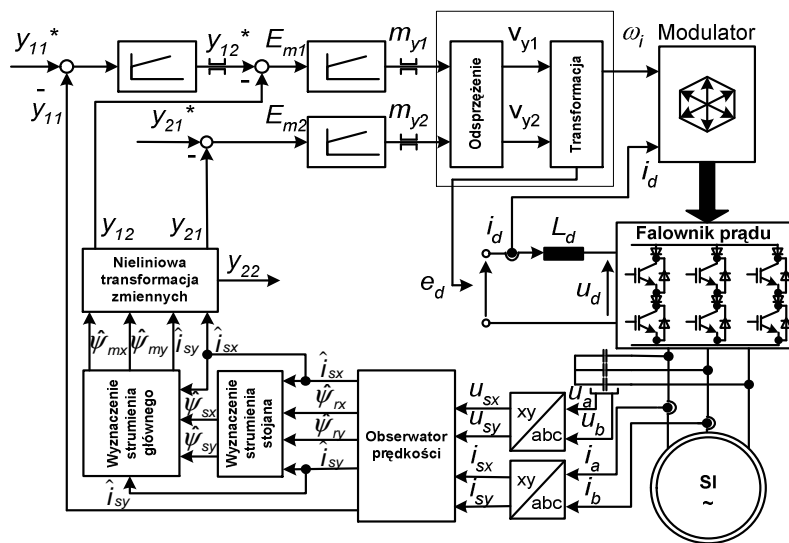 y11*
y12*
Em1
my1
vy1
ωi
Modulator
-
-
y11
y21*
Em2
my2
Odsprzężenie
vy2
Transformacja
-
id
y12
y21
id
Ld
Falownik prądu
Nieliniowa
transformacja
zmiennych
y22
ed
ud
ψ̂mx
ψ̂my
îsy
îsx
Wyznaczenie
strumienia
głównego
ψ̂sx
ψ̂sy
îsy
Wyznaczenie
strumienia
stojana
îsx
ψ̂rx
ψ̂ry
îsy
Obserwator
prędkości
usx
usy
isx
isy
xy
abc
xy
abc
ua
ub
ia
ib
SI
~